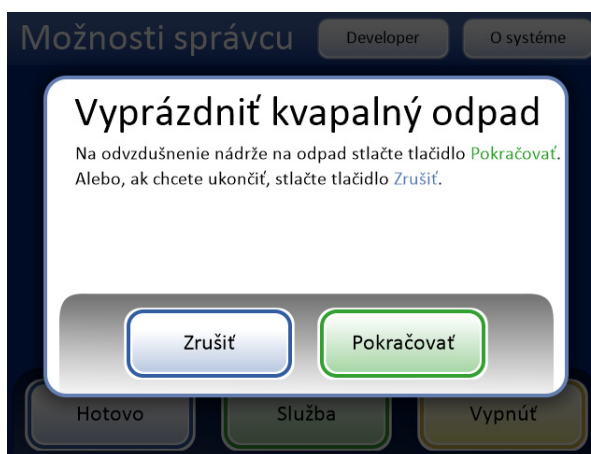 Možnosti správcu
Developer
O systéme
Vyprázdniť kvapalný odpad
Na odvzdušnenie nádrže na odpad stlačte tlačidlo Pokračovať.
Alebo, ak chcete ukončiť, stlačte tlačidlo Zrušiť.
Zrušiť
Pokračovať
Hotovo
Služba
Vypnúť